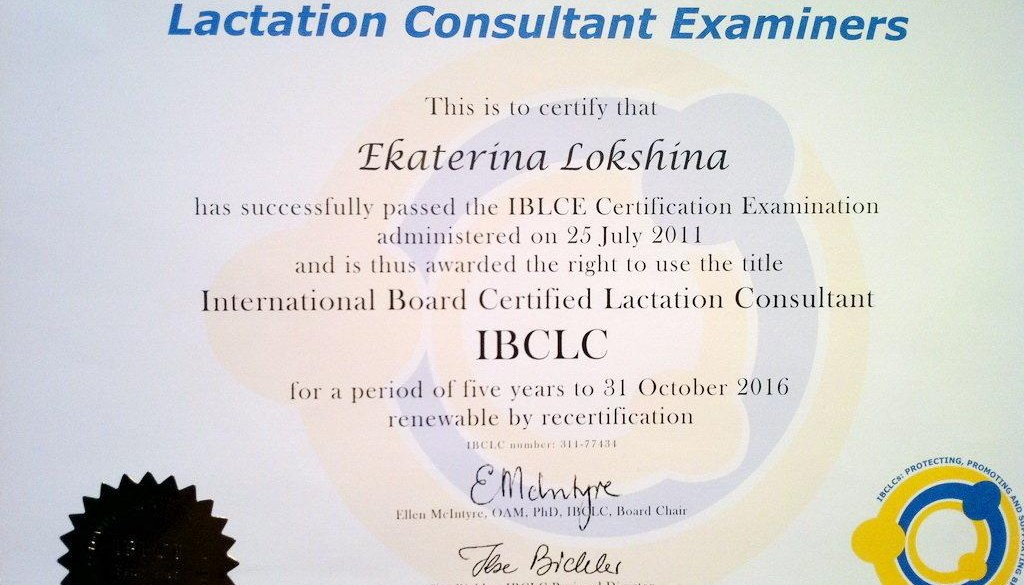 Lactation Consultant Examiners
This is to certify that
Ekaterina Lokshina
has successfully passed the IBLCE Certification Examination
administered on 25 July 2011
and is thus awarded the right to use the title
International Board Certified Lactation Consultant
IBCLC
for a period of five years to 31 October 2016
renewable by recertification
IBCLC number: 311-77434
EMcIntyre
Ellen McIntyre, OAM, PhD, IBCLC, Board Chair
Ilse Bichler
IBCLCs: PROTECTING, PROMOTING AND SUPPORTING